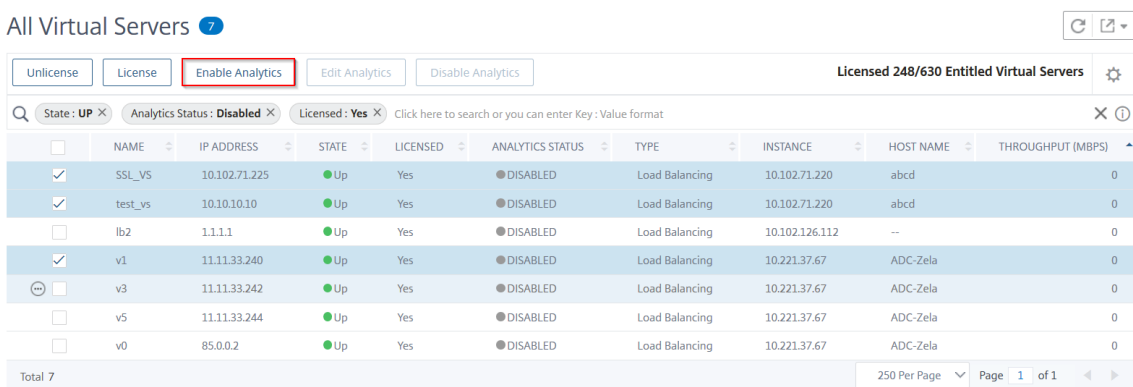 All Virtual Servers 7
Unlicense License Enable Analytics Edit Analytics Disable Analytics Licensed 248/630 Entitled Virtual Servers
State : UP × Analytics Status : Disabled × Licensed : Yes × Click here to search or you can enter Key : Value format
NAME IP ADDRESS STATE LICENSED ANALYTICS STATUS TYPE INSTANCE HOST NAME THROUGHPUT (MBPS)
SSL_VS 10.102.71.225 Up Yes DISABLED Load Balancing 10.102.71.220 abcd 0
test_vs 10.10.10.10 Up Yes DISABLED Load Balancing 10.102.71.220 abcd 0
lb2 1.1.1.1 Up Yes DISABLED Load Balancing 10.102.126.112 -- 0
v1 11.11.33.240 Up Yes DISABLED Load Balancing 10.221.37.67 ADC-Zela 0
v3 11.11.33.242 Up Yes DISABLED Load Balancing 10.221.37.67 ADC-Zela 0
v5 11.11.33.244 Up Yes DISABLED Load Balancing 10.221.37.67 ADC-Zela 0
v0 85.0.0.2 Up Yes DISABLED Load Balancing 10.221.37.67 ADC-Zela 0
Total 7 250 Per Page Page 1 of 1